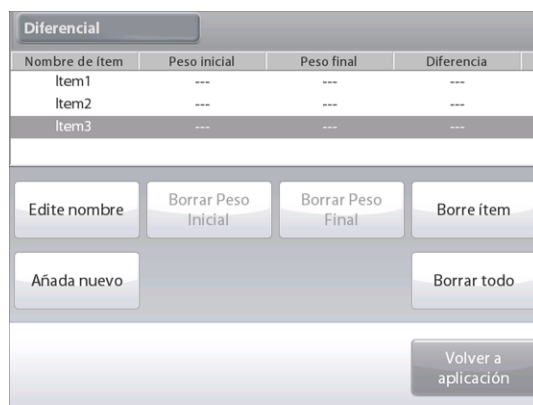 Diferencial
Nombre de ítem Peso inicial Peso final Diferencia
Item1 --- --- ---
Item2 --- --- ---
Item3 --- --- ---
Edite nombre
Borrar Peso
Inicial
Borrar Peso
Final
Borre ítem
Añada nuevo
Borrar todo
Volver a
aplicación